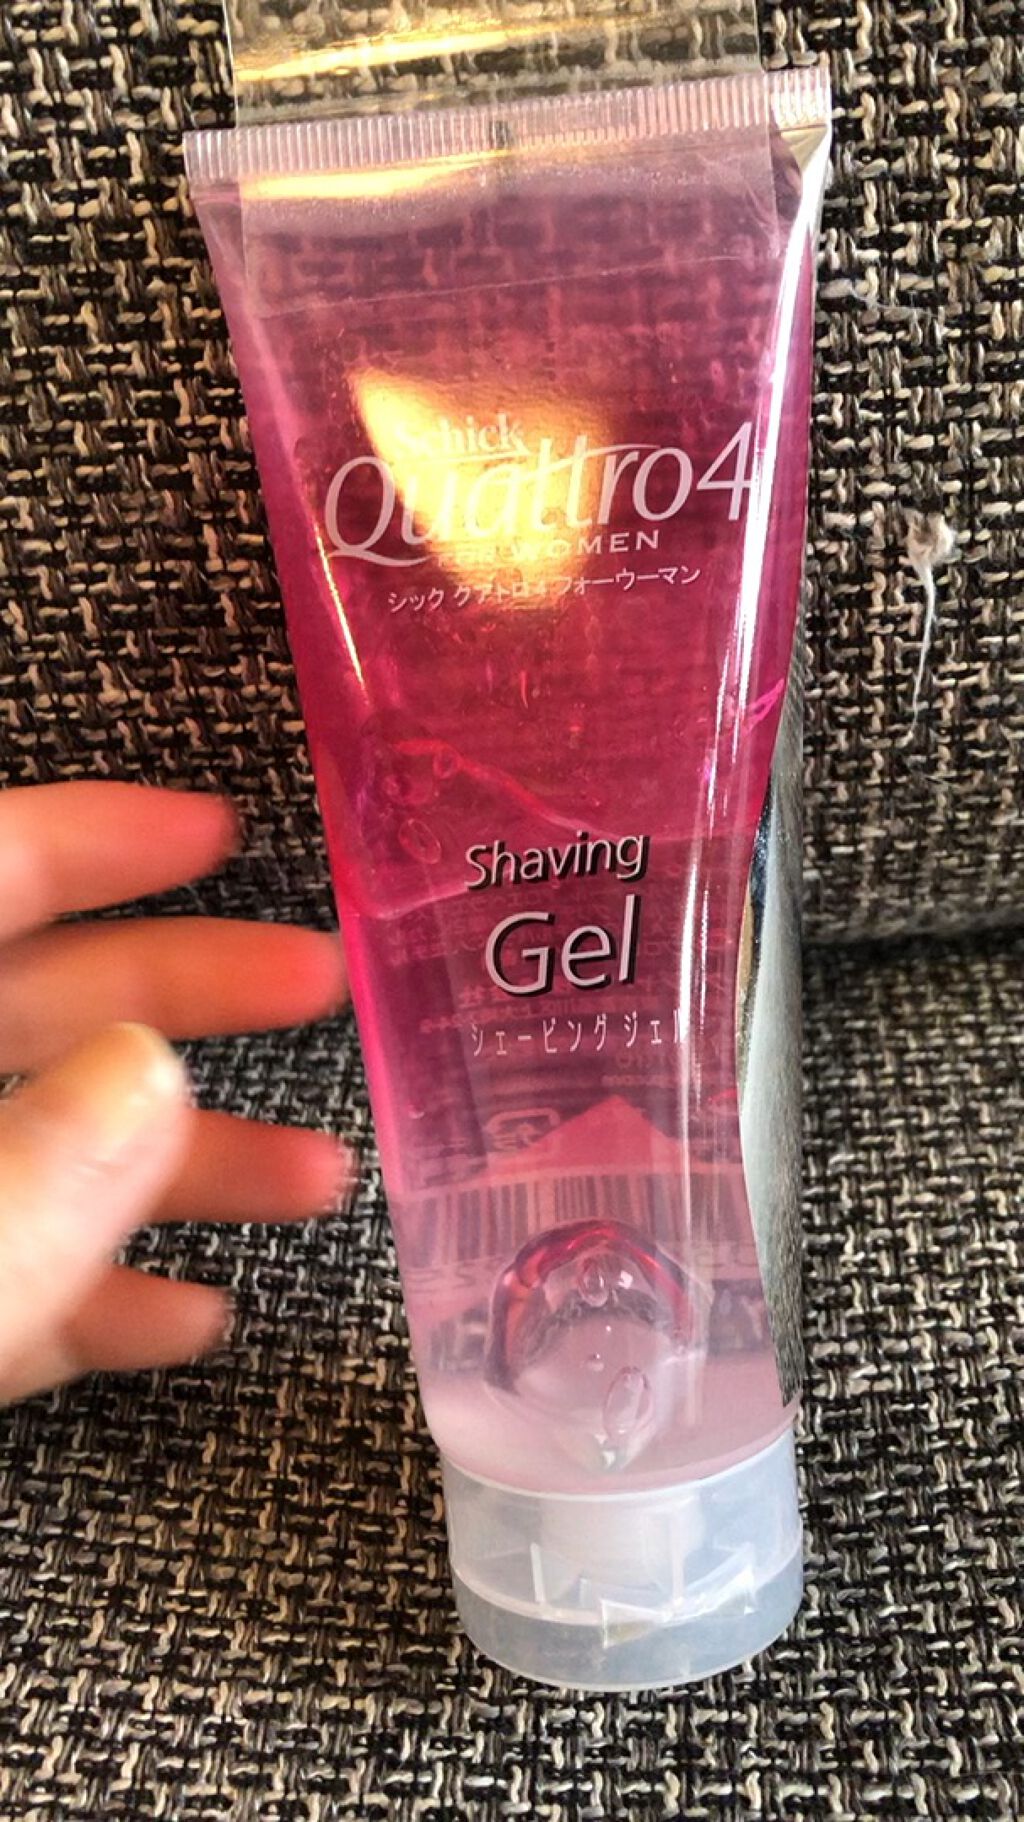 Schick
Quattro4
FOR WOMEN
シック クアトロ4 フォーウーマン
Shaving
Gel
シェービングジェル